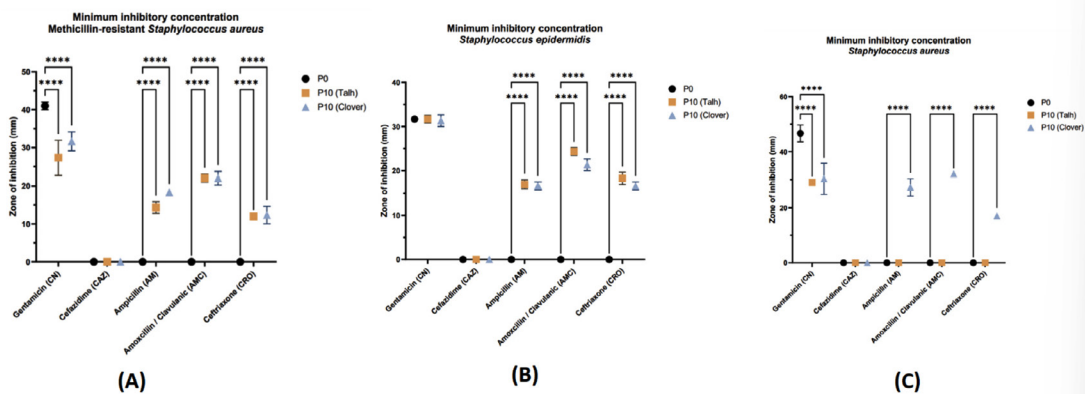 Minimum inhibitory concentration
Methicillin-resistant Staphylococcus aureus
Zone of inhibition (mm)
50
40
30
20
10
0
****
****
****
****
****
****
****
****
P0
P10 (Talh)
P10 (Clover)
Gentamicin (CN)
Cefazidime (CAZ)
Ampicillin (AM)
Amoxcillin / Clavulanic (AMC)
Ceftriaxone (CRO)
(A)
Minimum inhibitory concentration
Staphylococcus epidermidis
Zone of inhibition (mm)
40
30
20
10
0
****
****
****
****
****
****
P0
P10 (Talh)
P10 (Clover)
Gentamicin (CN)
Cefazidime (CAZ)
Ampicillin (AM)
Amoxcillin / Clavulanic (AMC)
Ceftriaxone (CRO)
(B)
Minimum inhibitory concentration
Staphylococcus aureus
Zone of inhibition (mm)
60
40
20
0
****
****
****
****
****
P0
P10 (Talh)
P10 (Clover)
Gentamicin (CN)
Cefazidime (CAZ)
Ampicillin (AM)
Amoxcillin / Clavulanic (AMC)
Ceftriaxone (CRO)
(C)